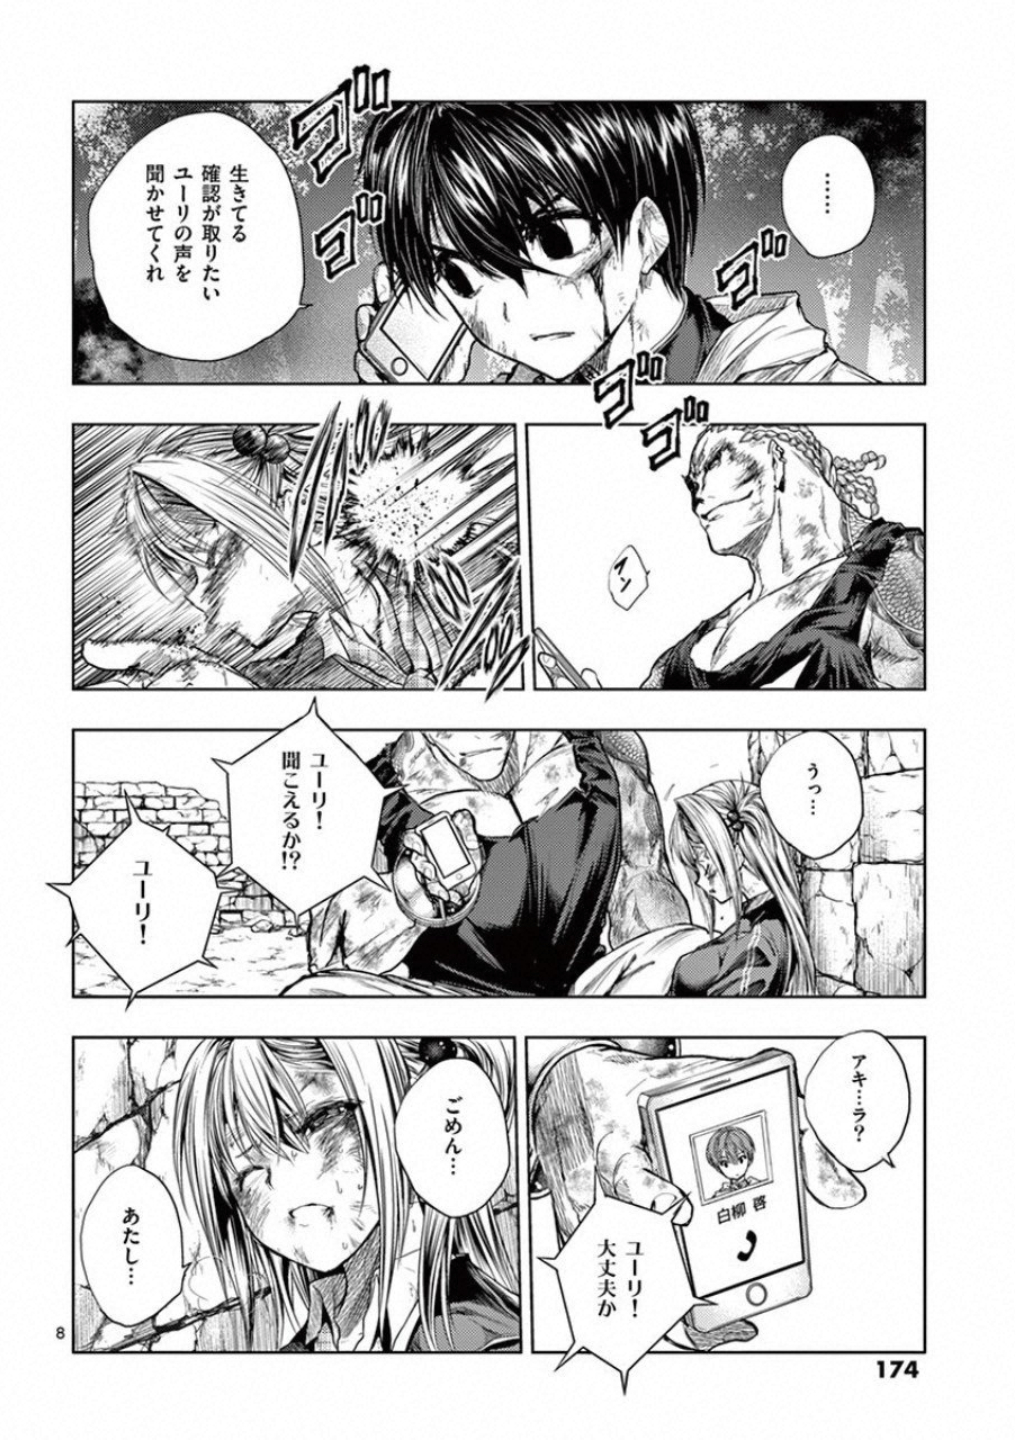 ……
生きてる
確認が取りたい
ユーリの声を
聞かせてくれ
ゴゴ
ゴゴ
ゴゴ
ゴゴ
うっ…
ユーリ！
聞こえるか!?
ユーリ！
アキ…ラ？
白柳 啓
ユーリ！
大丈夫か
ごめん…
あたし…
8
174